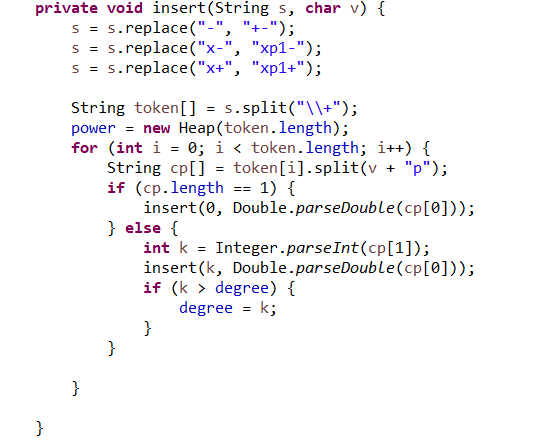 private void insert(String s, char v) {
s = s.replace("-", "+-");
s = s.replace("x-", "xp1-");
s = s.replace("x+", "xp1+");
String token[] = s.split("\\+");
power = new Heap(token.length);
for (int i = 0; i < token.length; i++) {
String cp[] = token[i].split(v + "p");
if (cp.length == 1) {
insert(0, Double.parseDouble(cp[0]));
} else {
int k = Integer.parseInt(cp[1]);
insert(k, Double.parseDouble(cp[0]));
if (k > degree) {
degree = k;
}
}
}
}